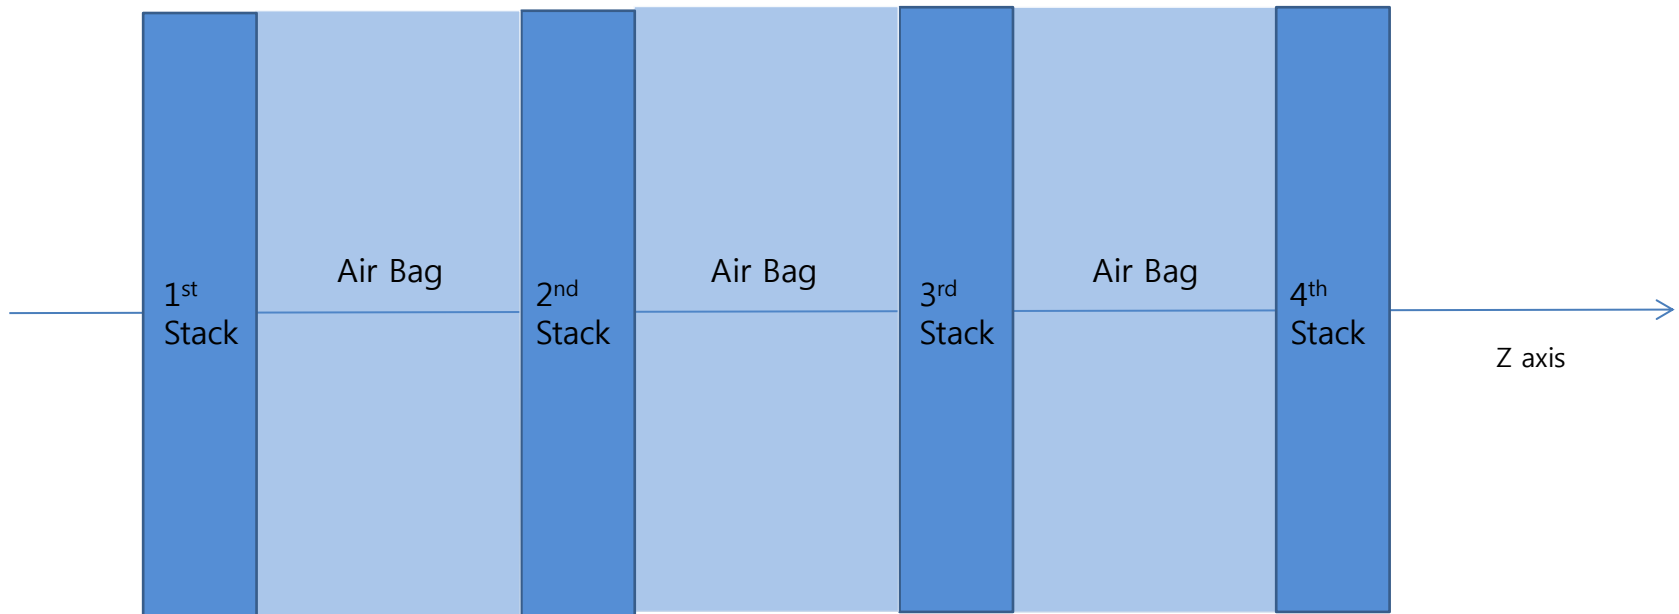 Air Bag
Air Bag
Air Bag
1st
Stack
2nd
Stack
3rd
Stack
4th
Stack
Z axis